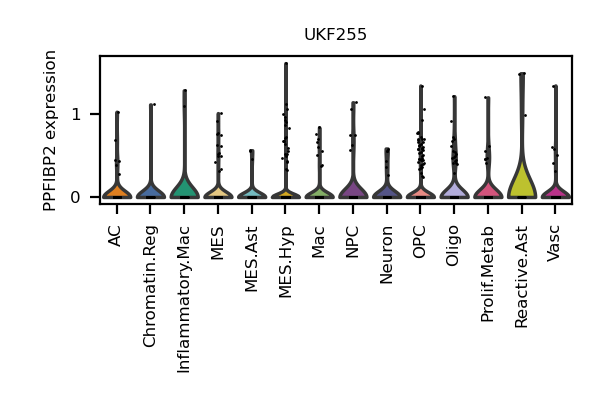 UKF255
PPFIBP2 expression
1
0
AC
Chromatin.Reg
Inflammatory.Mac
MES
MES.Ast
MES.Hyp
Mac
NPC
Neuron
OPC
Oligo
Prolif.Metab
Reactive.Ast
Vasc